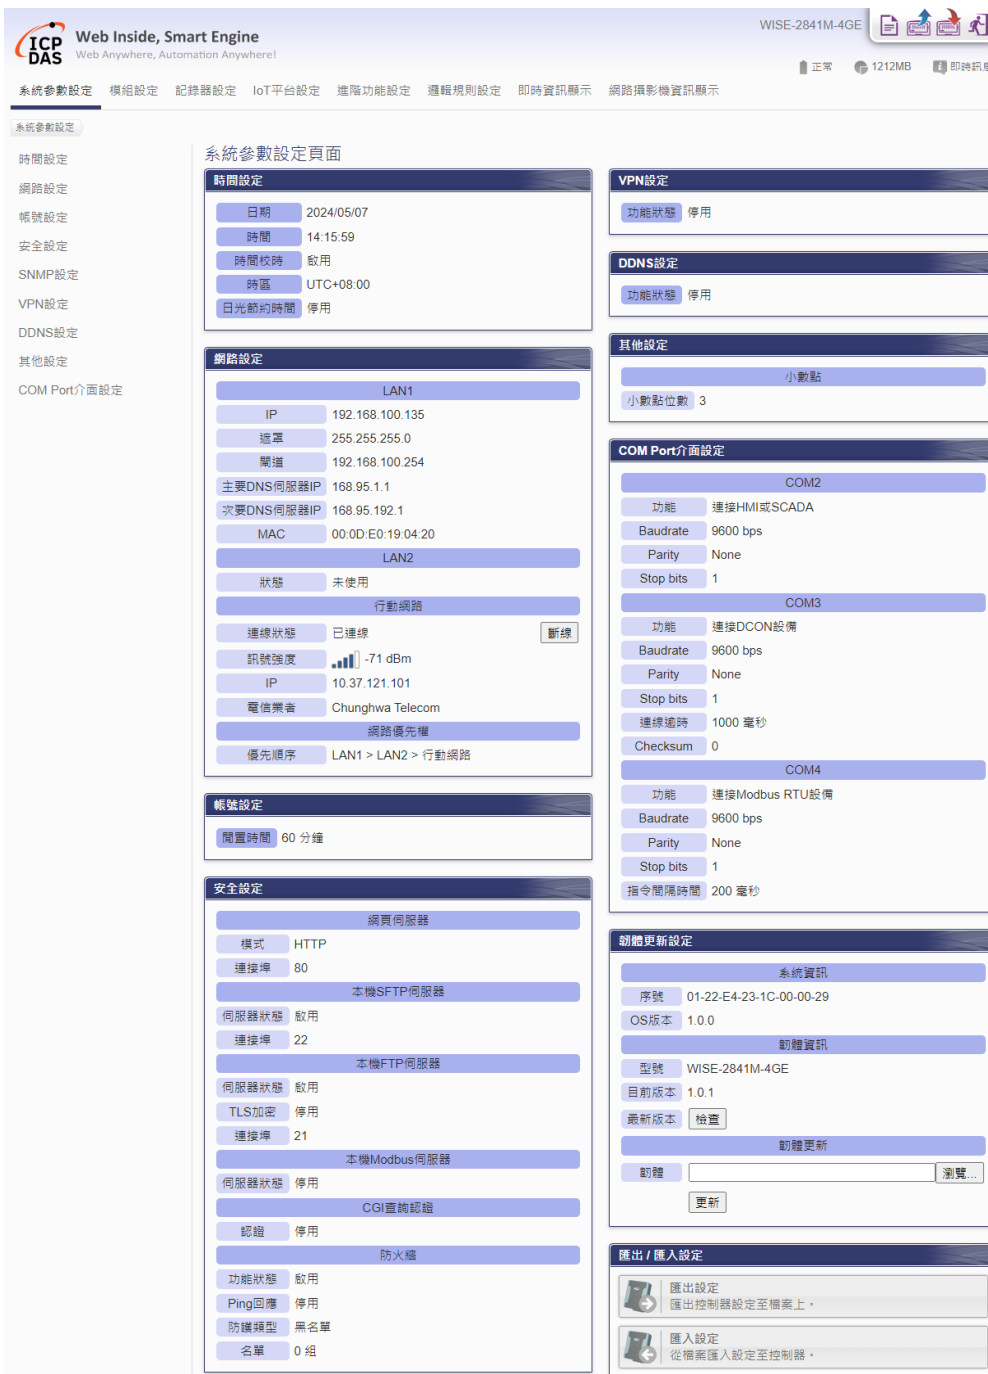 ICP
DAS
Web Inside, Smart Engine
Web Anywhere, Automation Anywhere!
WISE-2841M-4GE
正常
1212MB
即時訊息
系統參數設定
模組設定
記錄器設定
IoT平台設定
進階功能設定
邏輯規則設定
即時資訊顯示
網路攝影機資訊顯示
系統參數設定
時間設定
網路設定
帳號設定
安全設定
SNMP設定
VPN設定
DDNS設定
其他設定
COM Port介面設定
系統參數設定頁面
時間設定
日期 2024/05/07
時間 14:15:59
時間校時 啟用
時區 UTC+08:00
日光節約時間 停用
網路設定
LAN1
IP 192.168.100.135
遮罩 255.255.255.0
閘道 192.168.100.254
主要DNS伺服器IP 168.95.1.1
次要DNS伺服器IP 168.95.192.1
MAC 00:0D:E0:19:04:20
LAN2
狀態 未使用
行動網路
連線狀態 已連線 斷線
訊號強度 -71 dBm
IP 10.37.121.101
電信業者 Chunghwa Telecom
網路優先權
優先順序 LAN1 > LAN2 > 行動網路
帳號設定
閒置時間 60 分鐘
安全設定
網頁伺服器
模式 HTTP
連接埠 80
本機SFTP伺服器
伺服器狀態 啟用
連接埠 22
本機FTP伺服器
伺服器狀態 啟用
TLS加密 停用
連接埠 21
本機Modbus伺服器
伺服器狀態 停用
CGI查詢認證
認證 停用
防火牆
功能狀態 啟用
Ping回應 停用
防護類型 黑名單
名單 0 組
VPN設定
功能狀態 停用
DDNS設定
功能狀態 停用
其他設定
小數點
小數點位數 3
COM Port介面設定
COM2
功能 連接HMI或SCADA
Baudrate 9600 bps
Parity None
Stop bits 1
COM3
功能 連接DCON設備
Baudrate 9600 bps
Parity None
Stop bits 1
連線逾時 1000 毫秒
Checksum 0
COM4
功能 連接Modbus RTU設備
Baudrate 9600 bps
Parity None
Stop bits 1
指令間隔時間 200 毫秒
韌體更新設定
系統資訊
序號 01-22-E4-23-1C-00-00-29
OS版本 1.0.0
韌體資訊
型號 WISE-2841M-4GE
目前版本 1.0.1
最新版本 檢查
韌體更新
韌體 瀏覽...
更新
匯出 / 匯入設定
匯出設定
匯出控制器設定至檔案上。
匯入設定
從檔案匯入設定至控制器。